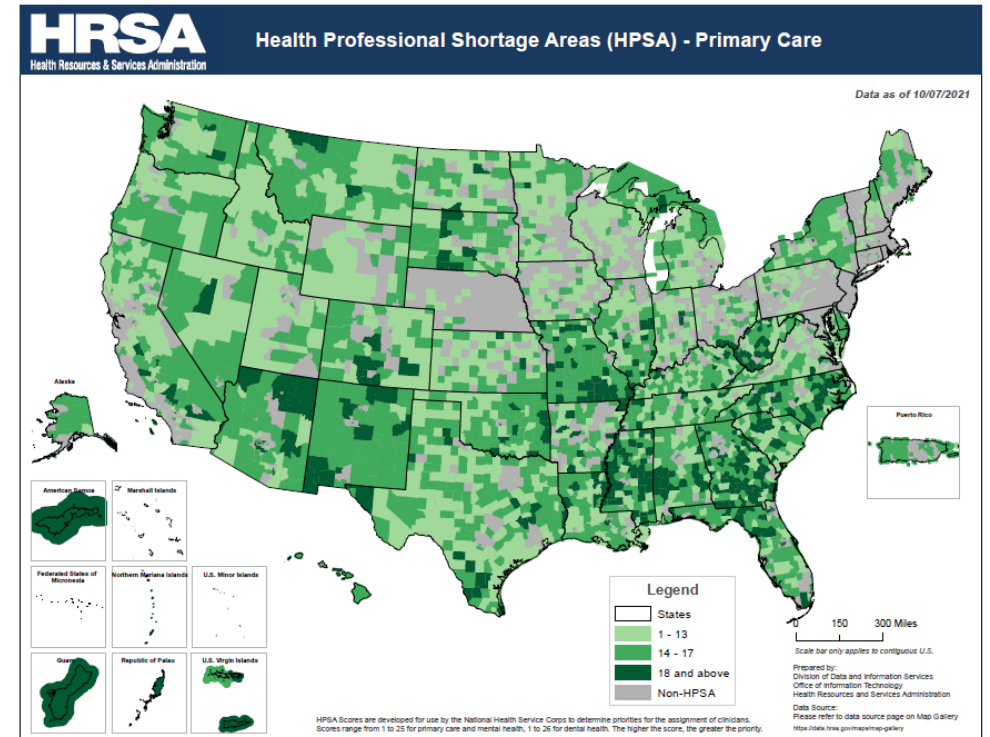 HRSA
Health Resources & Services Administration
Health Professional Shortage Areas (HPSA) - Primary Care
Data as of 10/07/2021
Alaska
Puerto Rico
American Samoa
Marshall Islands
Federated States of
Micronesia
Northern Mariana Islands
U.S. Minor Islands
Guam
Republic of Palau
U.S. Virgin Islands
Legend
States
1 - 13
14 - 17
18 and above
Non-HPSA
0 150 300 Miles
Scale bar only applies to contiguous U.S.
Prepared by:
Division of Data and Information Services
Office of Information Technology
Health Resources and Services Administration
Data Source:
Please refer to data source page on Map Gallery
https://data.hrsa.gov/maps/map-gallery
HPSA Scores are developed for use by the National Health Service Corps to determine priorities for the assignment of clinicians.
Scores range from 1 to 25 for primary care and mental health, 1 to 26 for dental health. The higher the score, the greater the priority.